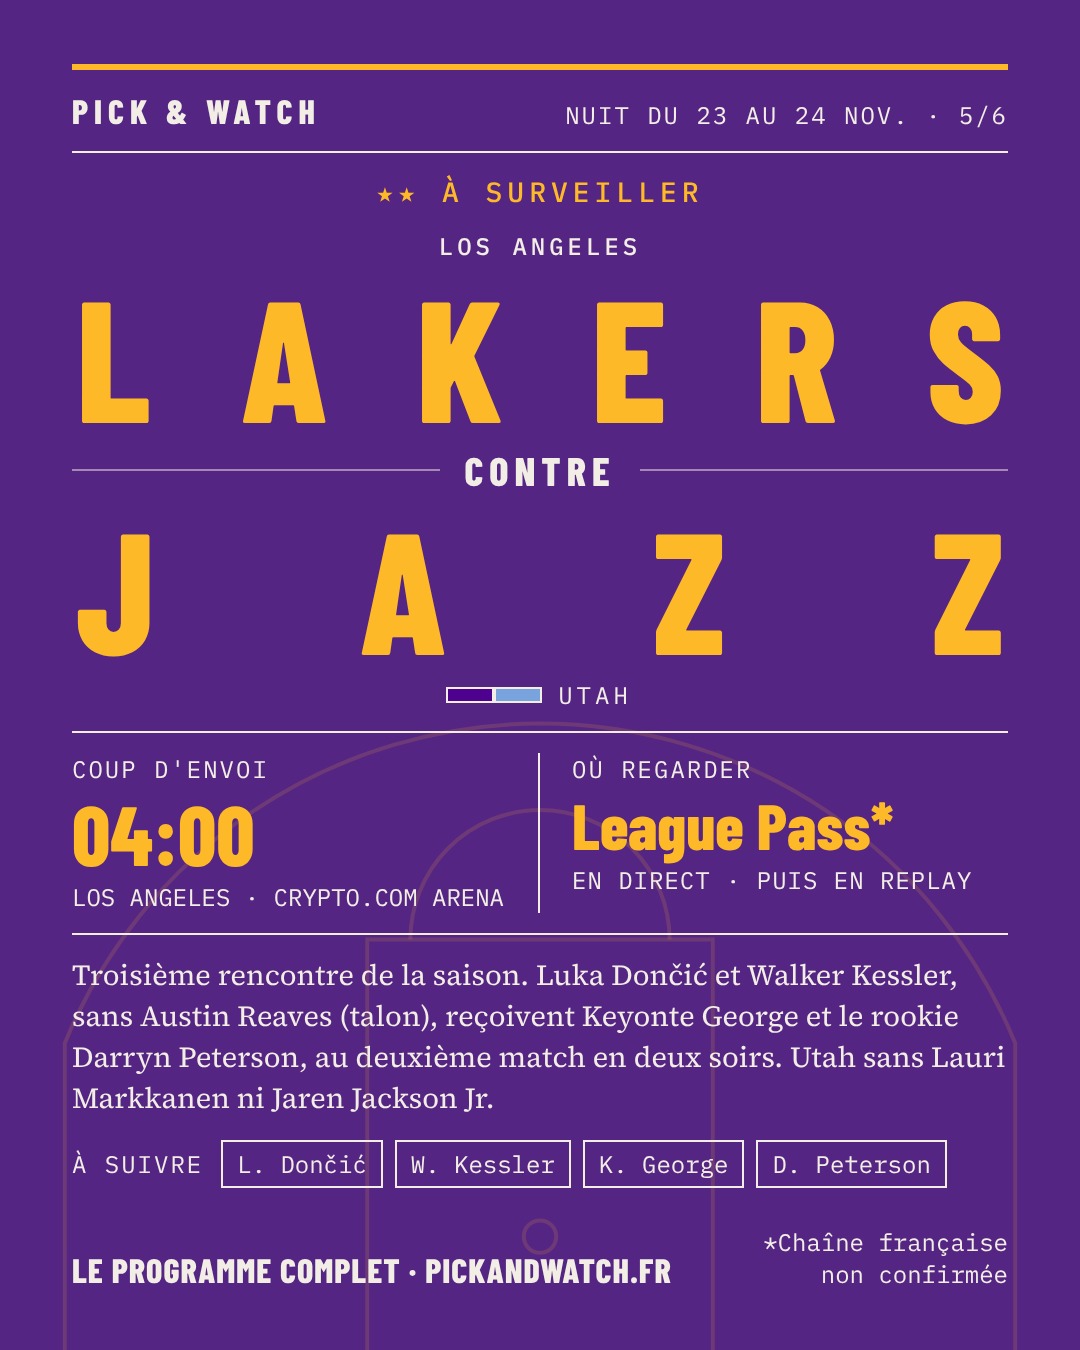 PICK & WATCH
NUIT DU 23 AU 24 NOV. · 5/6
★★ À SURVEILLER
LOS ANGELES
LAKERS
CONTRE
JAZZ
UTAH
COUP D'ENVOI
04:00
LOS ANGELES · CRYPTO.COM ARENA
OÙ REGARDER
League Pass*
EN DIRECT · PUIS EN REPLAY
Troisième rencontre de la saison. Luka Dončić et Walker Kessler,
sans Austin Reaves (talon), reçoivent Keyonte George et le rookie
Darryn Peterson, au deuxième match en deux soirs. Utah sans Lauri
Markkanen ni Jaren Jackson Jr.
À SUIVRE L. Dončić W. Kessler K. George D. Peterson
LE PROGRAMME COMPLET · PICKANDWATCH.FR
*Chaîne française
non confirmée